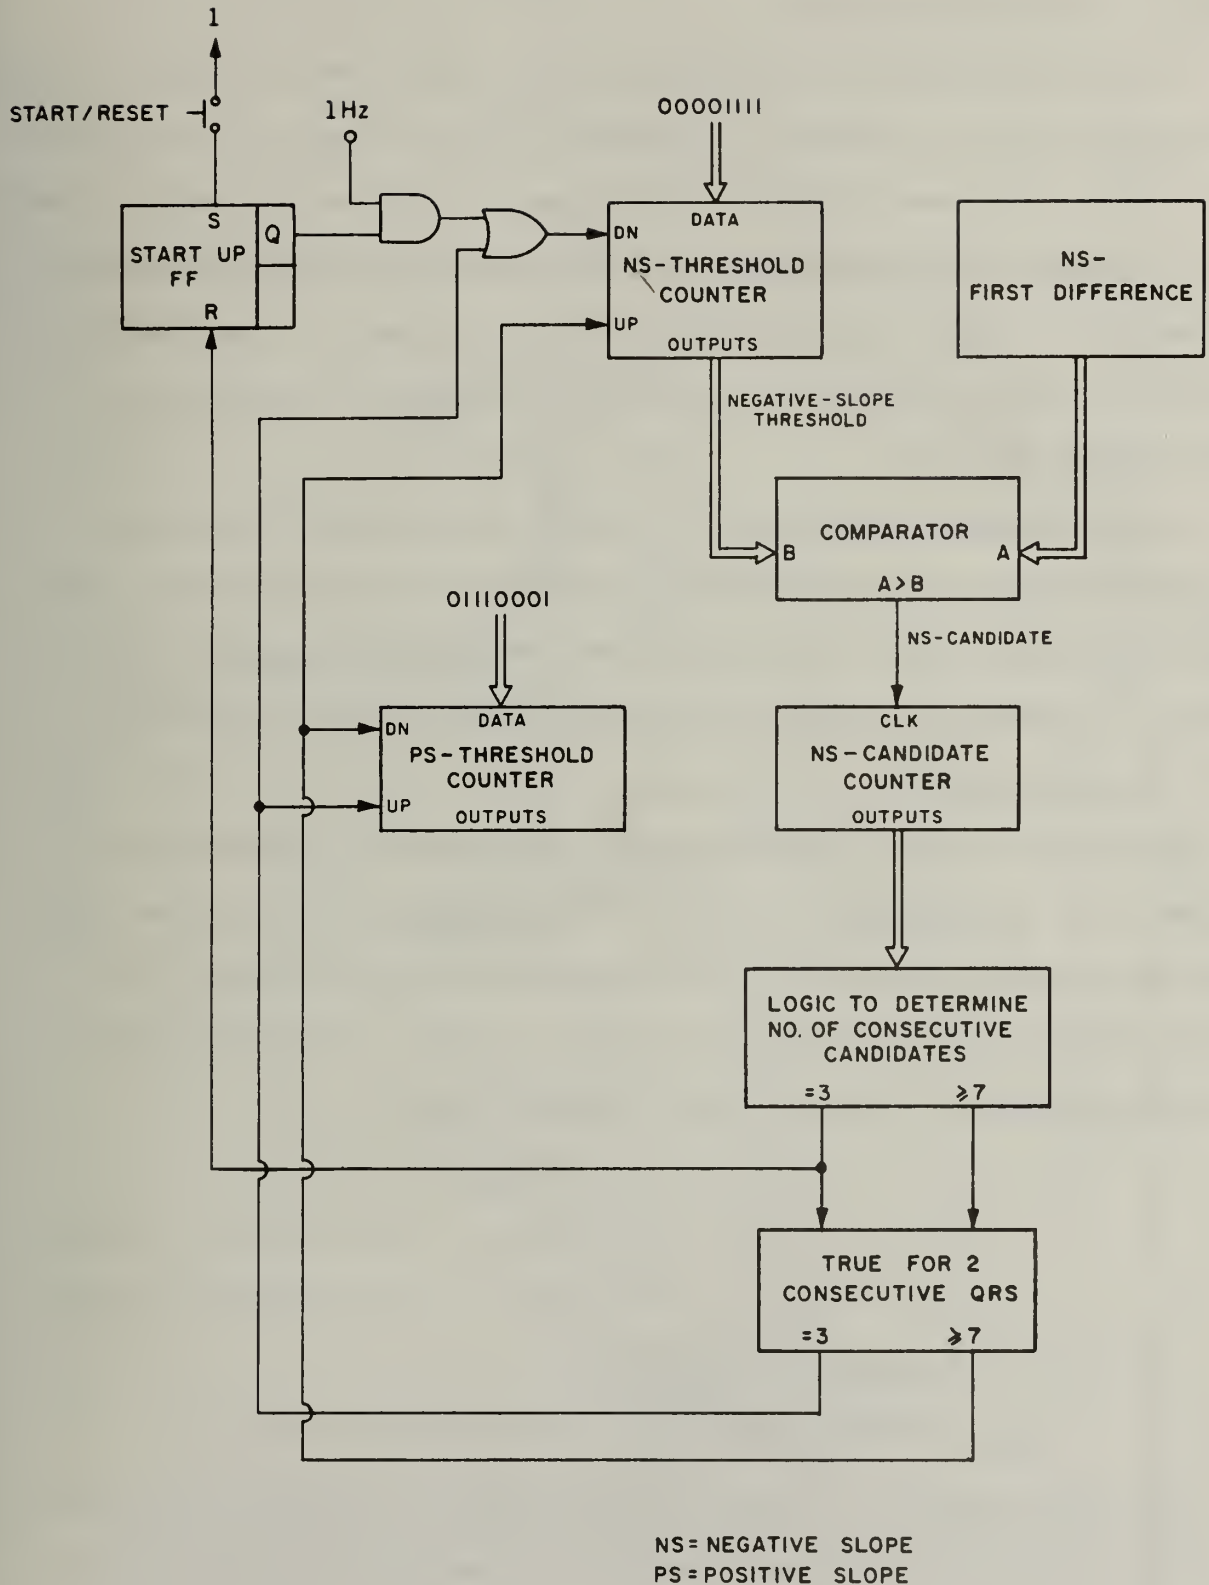 1
START/RESET
1Hz
00001111
S
Q
START UP
FF
R
DATA
DN
NS-THRESHOLD
COUNTER
UP
OUTPUTS
NS-
FIRST DIFFERENCE
NEGATIVE-SLOPE
THRESHOLD
COMPARATOR
B
A
A>B
01110001
NS-CANDIDATE
DATA
DN
PS-THRESHOLD
COUNTER
UP
OUTPUTS
CLK
NS-CANDIDATE
COUNTER
OUTPUTS
LOGIC TO DETERMINE
NO. OF CONSECUTIVE
CANDIDATES
=3 ⩾7
TRUE FOR 2
CONSECUTIVE QRS
=3 ⩾7
NS=NEGATIVE SLOPE
PS=POSITIVE SLOPE